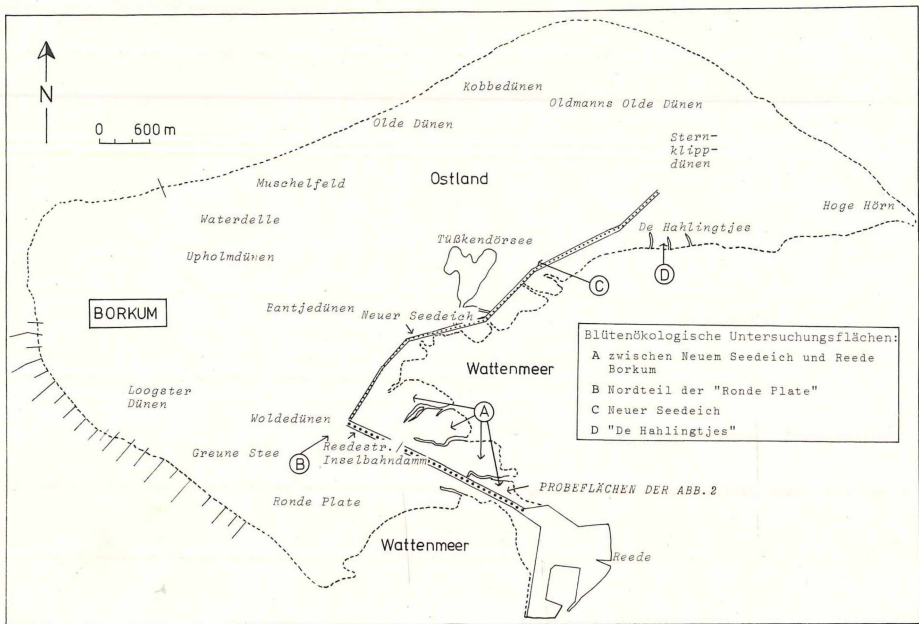 N
0 600 m
Kobbedünen
Oldmanns Olde Dünen
Olde Dünen
Stern-
klipp-
dünen
Muschelfeld
Ostland
Hoge Hörn
Waterdelle
De Hahlingtjes
Tüßkendörsee
Upholmdünen
C
D
BORKUM
Bantjedünen
Neuer Seedeich
Wattenmeer
Blütenökologische Untersuchungsflächen:
A zwischen Neuem Seedeich und Reede
Borkum
B Nordteil der "Ronde Plate"
C Neuer Seedeich
D "De Hahlingtjes"
Loogster
Dünen
A
Woldedünen
Greune Stee
B
Reedestr./
Inselbahndamm
PROBEFLÄCHEN DER ABB.2
Ronde Plate
Wattenmeer
Reede